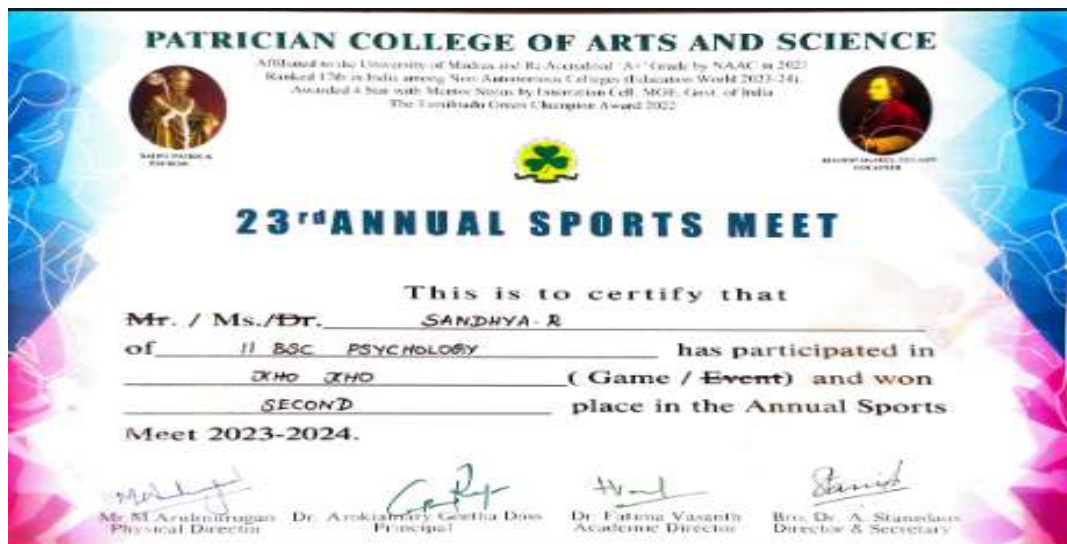 PATRICIAN COLLEGE OF ARTS AND SCIENCE
Affiliated to the University of Madras and Re-Accredited 'A+' Grade by NAAC in 2021
Ranked 17th in India among Non-Autonomous Colleges (Education World 2023-24).
Awarded 4 Star with Mentor Status by Innovation Cell, MOE, Govt. of India
The Tamilnadu Green Champion Award 2022
PATRON
23rd ANNUAL SPORTS MEET
This is to certify that
Mr. / Ms./Dr. SANDHYA·R
of II BSC PSYCHOLOGY has participated in
KHO KHO ( Game / Event) and won
SECOND place in the Annual Sports
Meet 2023-2024.
Mr M Arulmurugan Dr. Arokiamary Geetha Doss Dr. Fatima Vasanth Bro. Dr. A. Stanislaus
Physical Director Principal Academic Director Director & Secretary